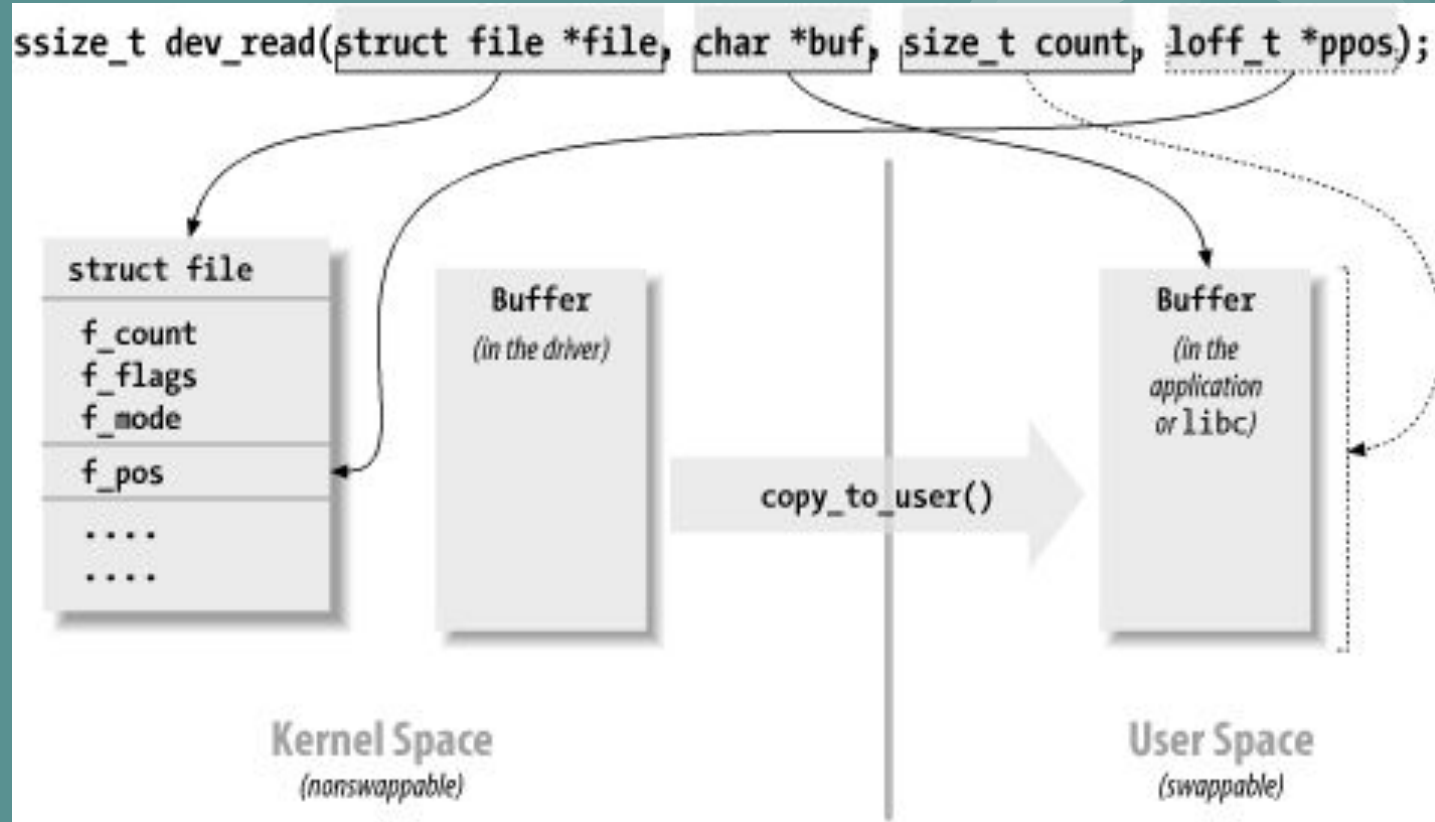 ssize_t dev_read(struct file *file, char *buf, size_t count, loff_t *ppos);
struct file
f_count
f_flags
f_mode
f_pos
....
....
Buffer
(in the driver)
copy_to_user()
Buffer
(in the
application
or libc)
Kernel Space
(nonswappable)
User Space
(swappable)